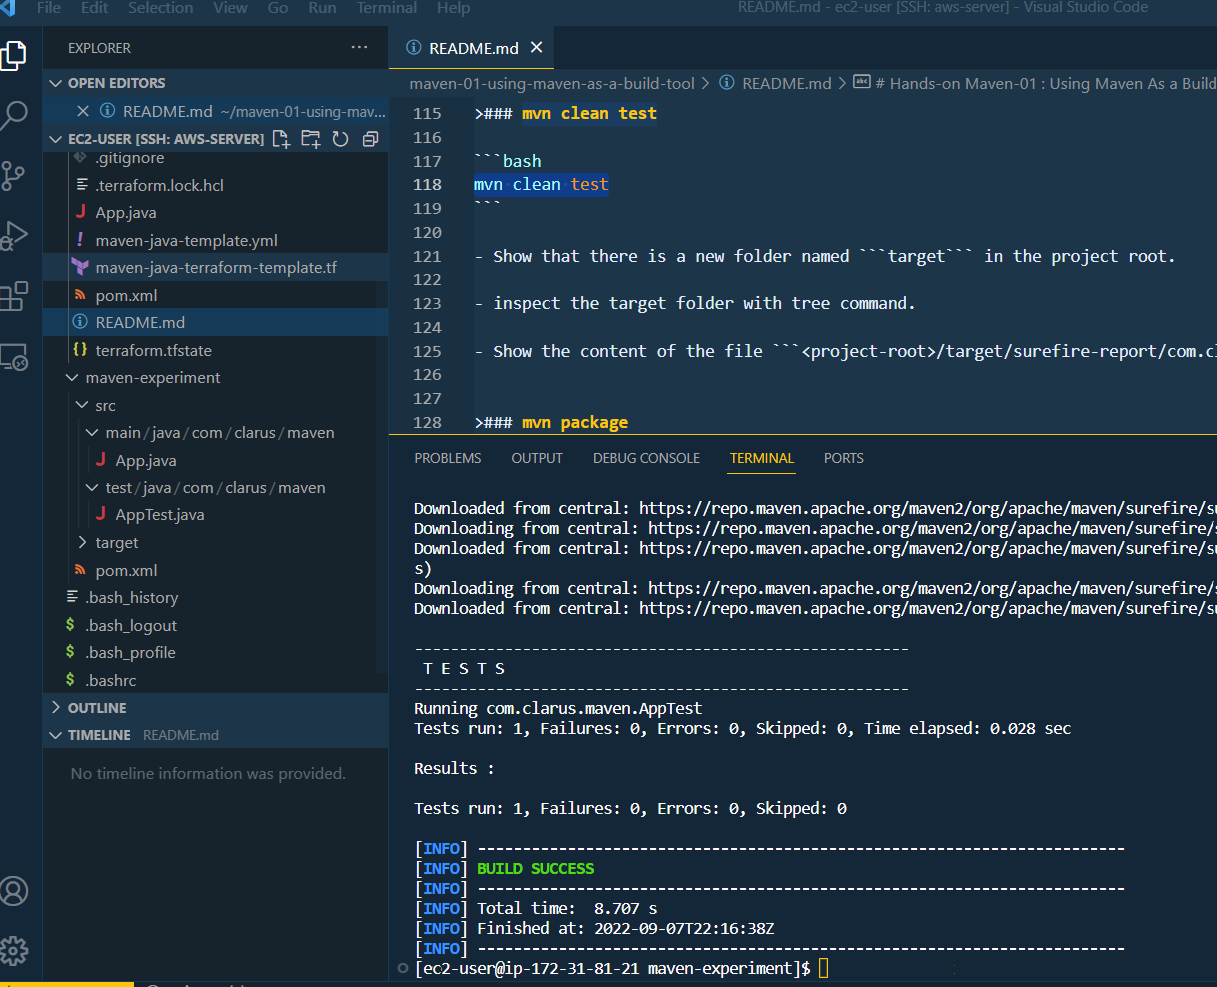 File Edit Selection View Go Run Terminal Help
README.md - ec2-user [SSH: aws-server] - Visual Studio Code
EXPLORER
README.md
OPEN EDITORS
README.md ~/maven-01-using-mav...
EC2-USER [SSH: AWS-SERVER]
.gitignore
.terraform.lock.hcl
App.java
maven-java-template.yml
maven-java-terraform-template.tf
pom.xml
README.md
terraform.tfstate
maven-experiment
src
main/java/com/clarus/maven
App.java
test/java/com/clarus/maven
AppTest.java
target
pom.xml
.bash_history
.bash_logout
.bash_profile
.bashrc
OUTLINE
TIMELINE README.md
No timeline information was provided.
maven-01-using-maven-as-a-build-tool > README.md > # Hands-on Maven-01 : Using Maven As a Build
115 >### mvn clean test
116
117 ```bash
118 mvn clean test
119 ```
120
121 - Show that there is a new folder named ```target``` in the project root.
122
123 - inspect the target folder with tree command.
124
125 - Show the content of the file ```<project-root>/target/surefire-report/com.c
126
127
128 >### mvn package
PROBLEMS OUTPUT DEBUG CONSOLE TERMINAL PORTS
Downloaded from central: https://repo.maven.apache.org/maven2/org/apache/maven/surefire/su
Downloading from central: https://repo.maven.apache.org/maven2/org/apache/maven/surefire/s
Downloaded from central: https://repo.maven.apache.org/maven2/org/apache/maven/surefire/su
s)
Downloading from central: https://repo.maven.apache.org/maven2/org/apache/maven/surefire/s
Downloaded from central: https://repo.maven.apache.org/maven2/org/apache/maven/surefire/su
-------------------------------------------------------
T E S T S
-------------------------------------------------------
Running com.clarus.maven.AppTest
Tests run: 1, Failures: 0, Errors: 0, Skipped: 0, Time elapsed: 0.028 sec
Results :
Tests run: 1, Failures: 0, Errors: 0, Skipped: 0
[INFO] ------------------------------------------------------------------------
[INFO] BUILD SUCCESS
[INFO] ------------------------------------------------------------------------
[INFO] Total time:  8.707 s
[INFO] Finished at: 2022-09-07T22:16:38Z
[INFO] ------------------------------------------------------------------------
[ec2-user@ip-172-31-81-21 maven-experiment]$